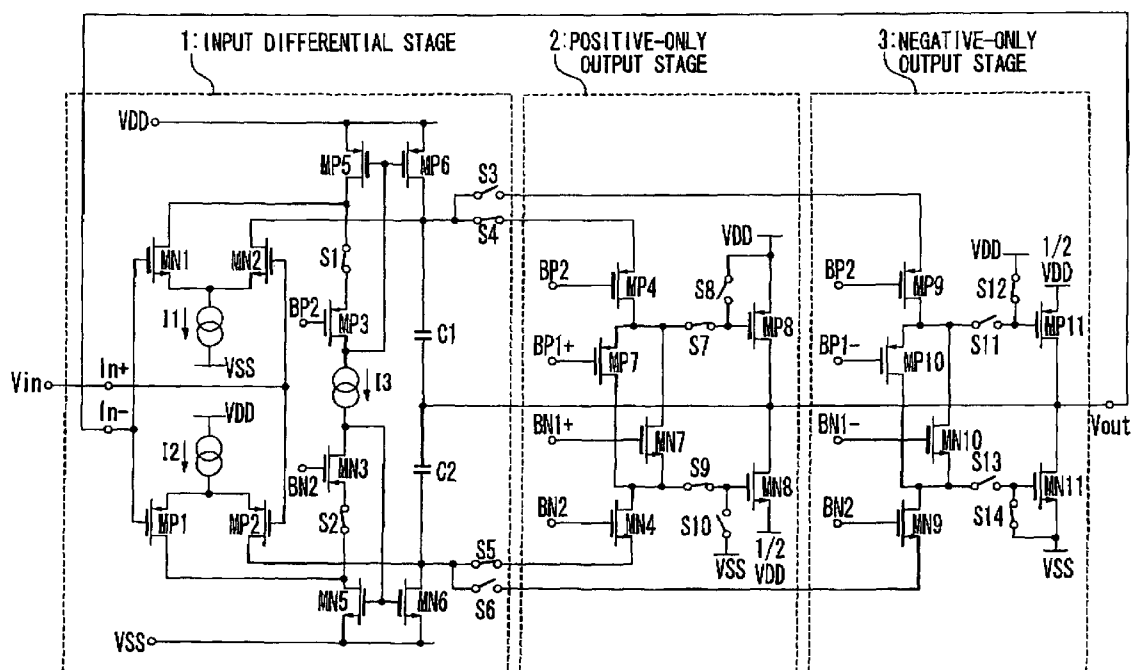 1:INPUT DIFFERENTIAL STAGE
2:POSITIVE-ONLY
OUTPUT STAGE
3:NEGATIVE-ONLY
OUTPUT STAGE
VDD
MP5
MP6
S3
S4
MN1
MN2
S1
VDD
VDD
1/2
VDD
BP2
MP4
S8
BP2
MP9
S12
I1
BP2
MP3
C1
MP8
MP11
VSS
S7
S11
BP1+
MP7
BP1-
MP10
Vin
In+
In-
I3
VDD
Vout
BN1+
MN7
BN1-
MN10
I2
MN3
C2
S9
S13
BN2
MN8
MN11
MP1
MP2
S2
BN2
MN4
S10
BN2
MN9
S14
S5
VSS
1/2
VDD
VSS
MN5
MN6
S6
VSS